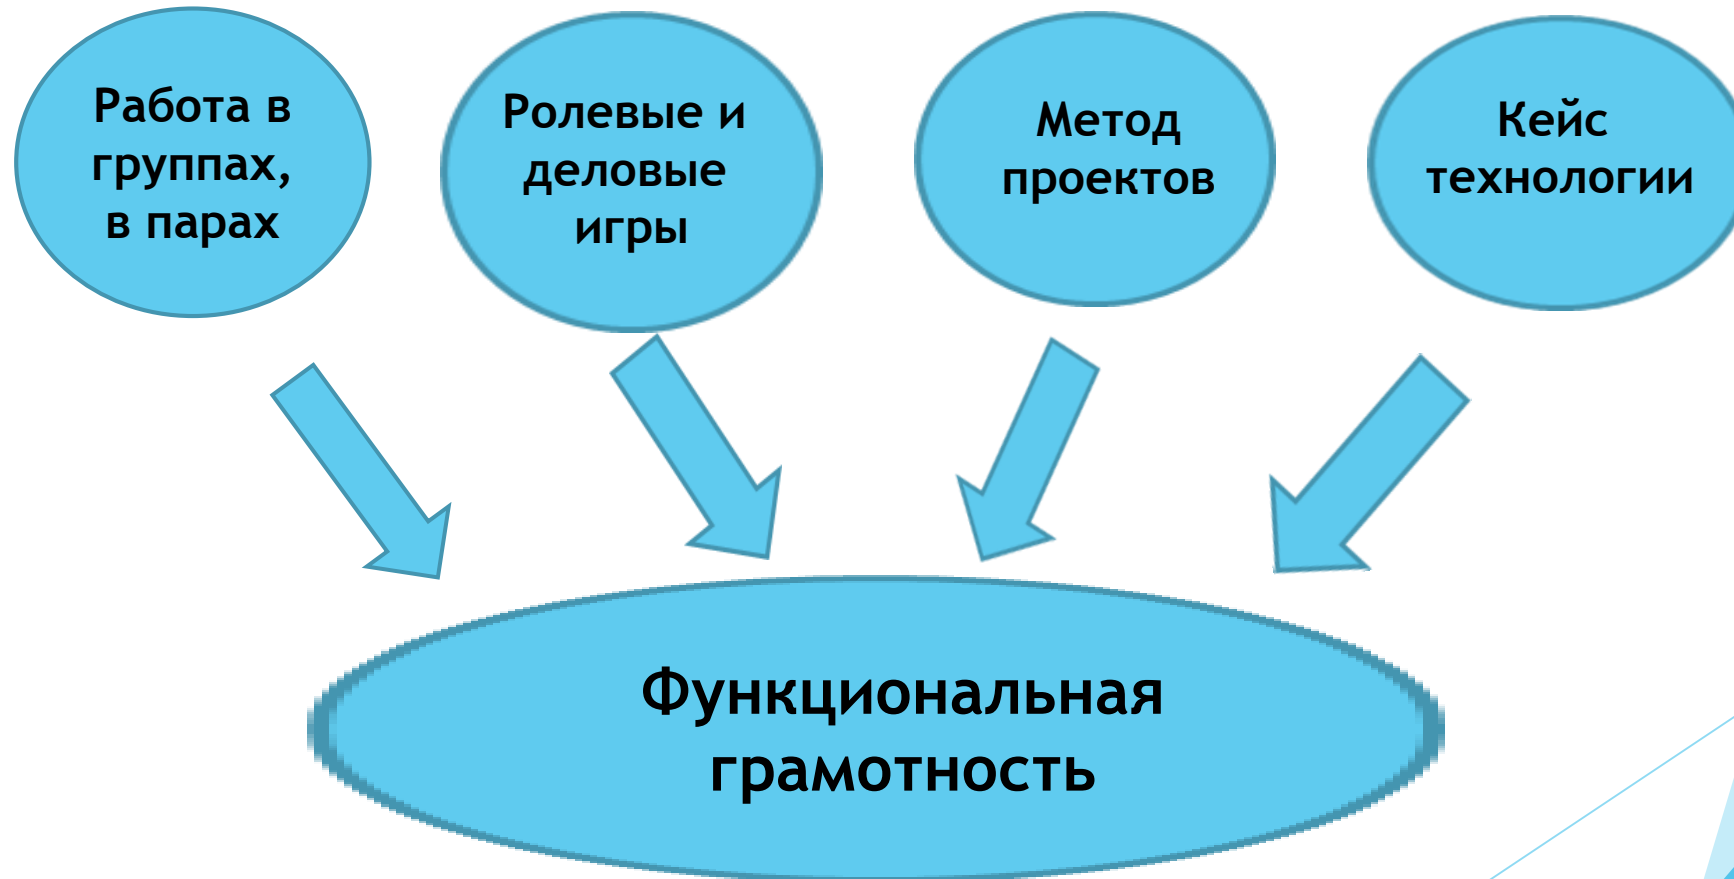 Работа в
группах,
в парах
Ролевые и
деловые
игры
Метод
проектов
Кейс
технологии
Функциональная
грамотность